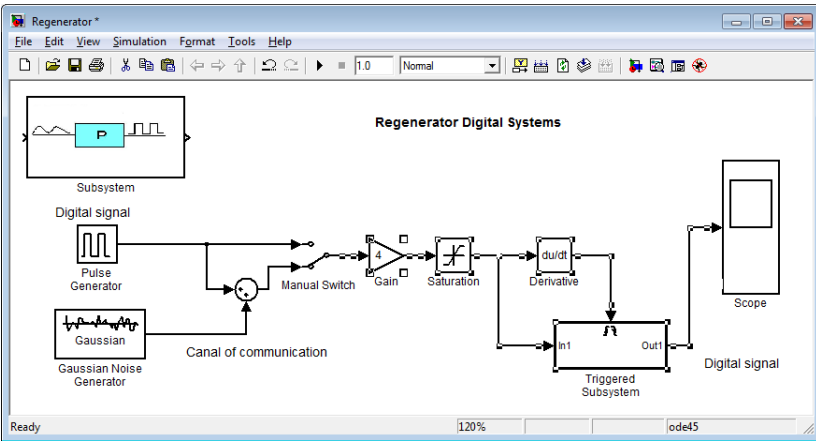 Regenerator *
File Edit View Simulation Format Tools Help
1.0 Normal
Regenerator Digital Systems
P
Subsystem
Digital signal
Pulse
Generator
Manual Switch
4
Gain
Saturation
du/dt
Derivative
Scope
Gaussian
Gaussian Noise
Generator
Canal of communication
In1 Out1
Triggered
Subsystem
Digital signal
Ready 120% ode45